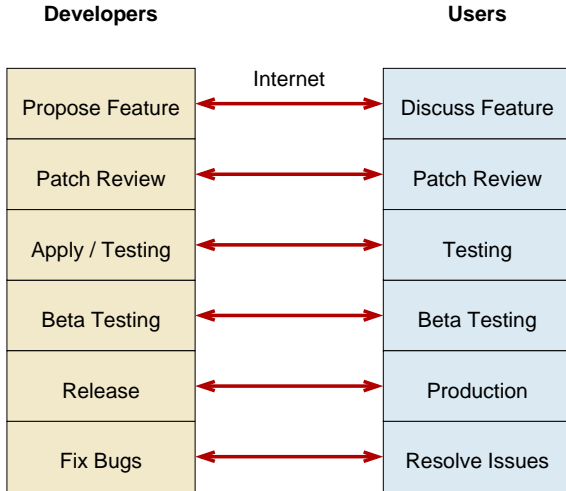 Developers
Users
Internet
Propose Feature
Discuss Feature
Patch Review
Patch Review
Apply / Testing
Testing
Beta Testing
Beta Testing
Release
Production
Fix Bugs
Resolve Issues